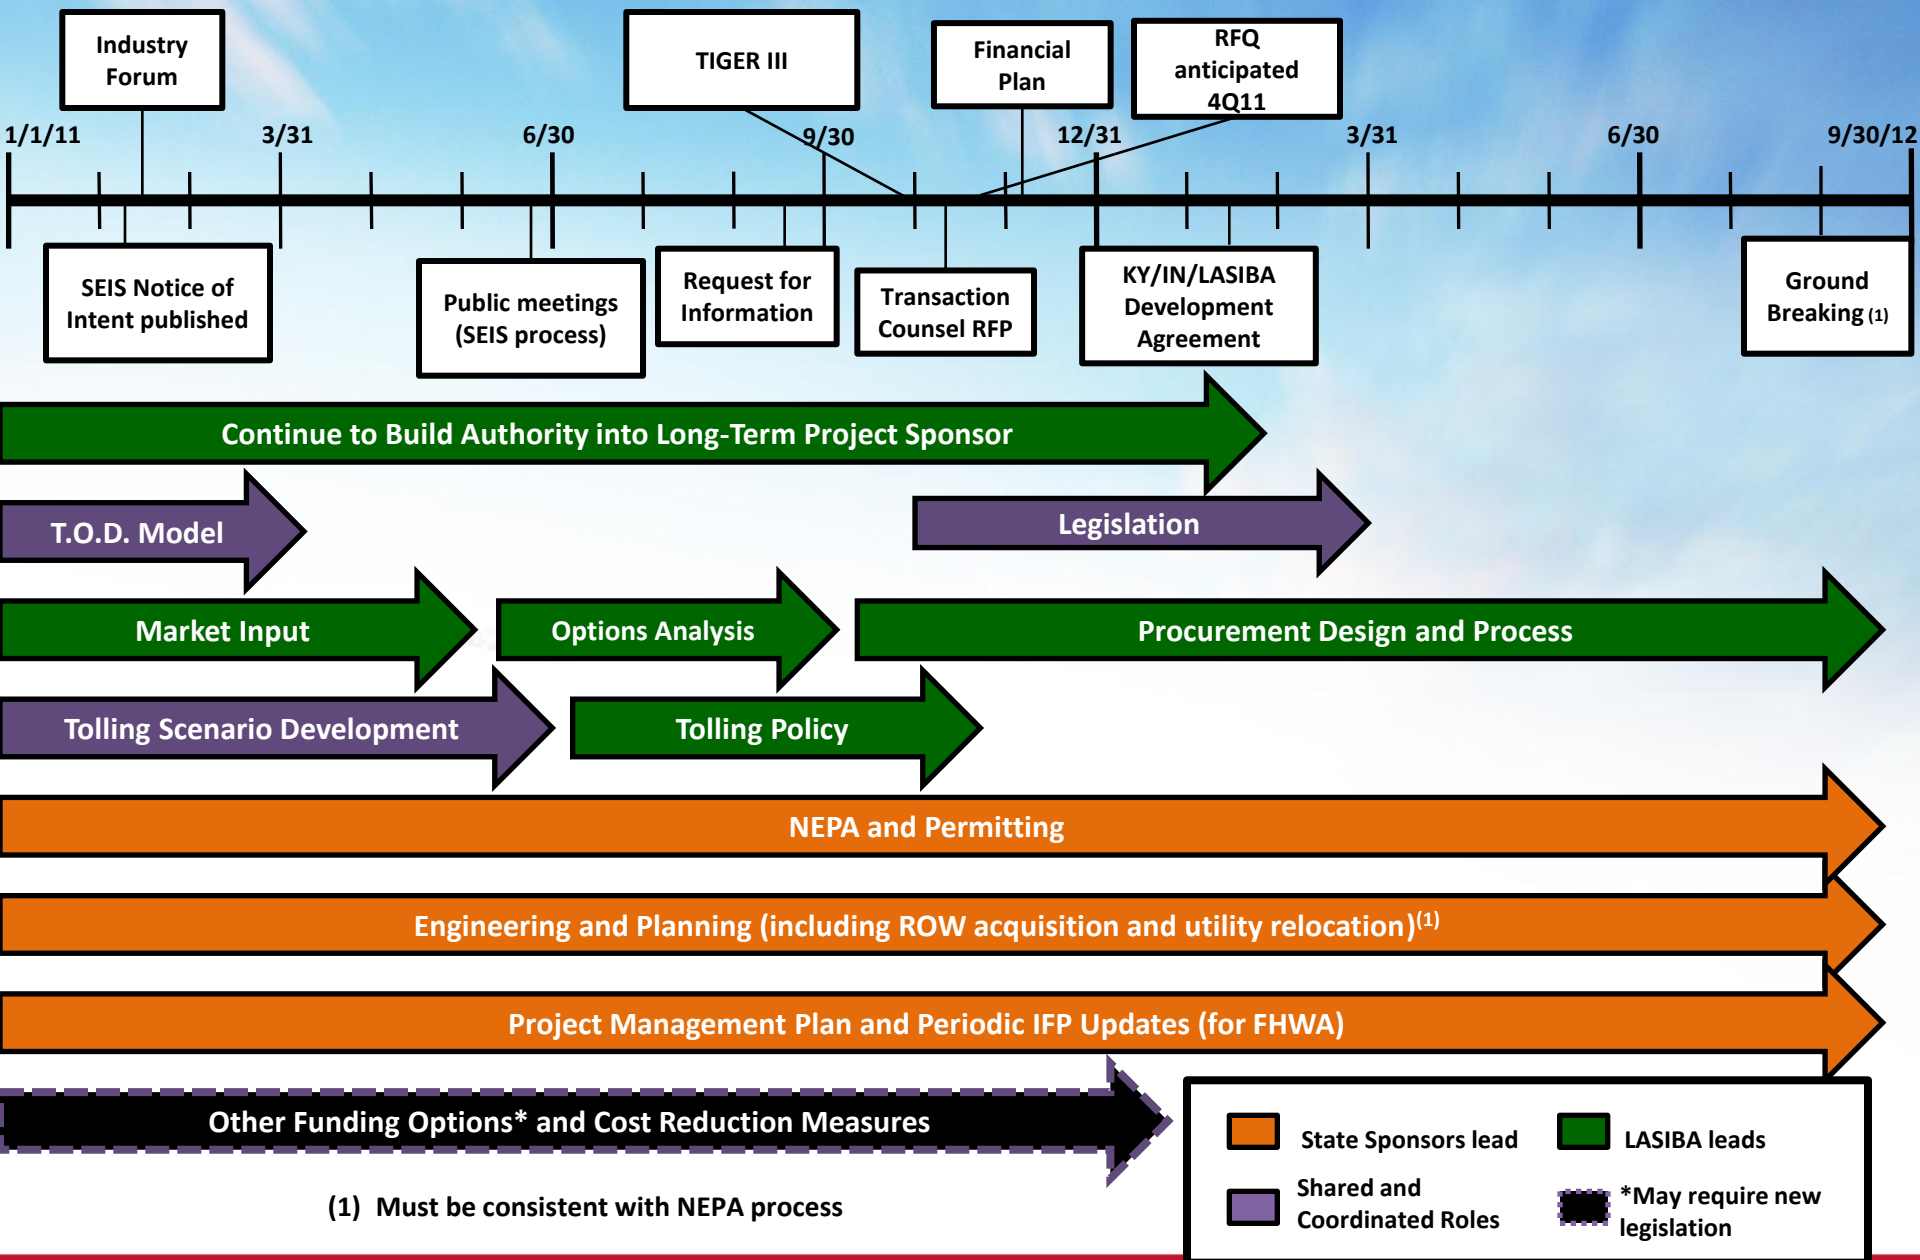 Industry
Forum
TIGER III
Financial
Plan
RFQ
anticipated
4Q11
1/1/11
3/31
6/30
9/30
12/31
3/31
6/30
9/30/12
SEIS Notice of
Intent published
Public meetings
(SEIS process)
Request for
Information
Transaction
Counsel RFP
KY/IN/LASIBA
Development
Agreement
Ground
Breaking (1)
Continue to Build Authority into Long-Term Project Sponsor
T.O.D. Model
Legislation
Market Input
Options Analysis
Procurement Design and Process
Tolling Scenario Development
Tolling Policy
NEPA and Permitting
Engineering and Planning (including ROW acquisition and utility relocation)(1)
Project Management Plan and Periodic IFP Updates (for FHWA)
Other Funding Options* and Cost Reduction Measures
(1) Must be consistent with NEPA process
State Sponsors lead
LASIBA leads
Shared and
Coordinated Roles
*May require new
legislation